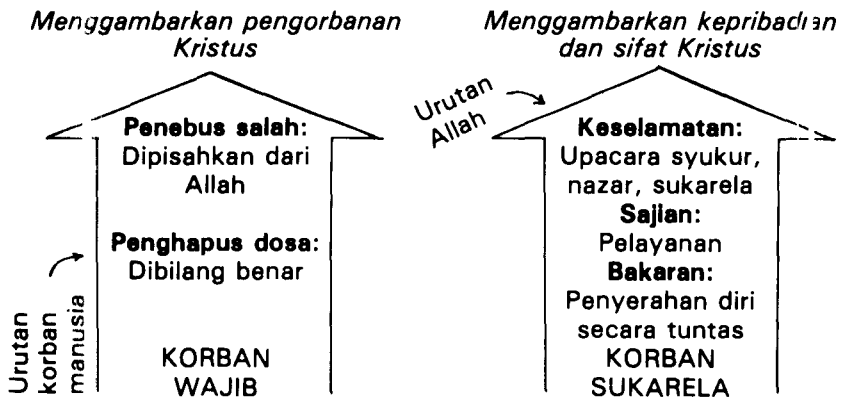 Menggambarkan pengorbanan
Kristus
Penebus salah:
Dipisahkan dari
Allah
Penghapus dosa:
Dibilang benar
KORBAN
WAJIB
Urutan
korban
manusia
Menggambarkan kepribadian
dan sifat Kristus
Urutan
Allah
Keselamatan:
Upacara syukur,
nazar, sukarela
Sajian:
Pelayanan
Bakaran:
Penyerahan diri
secara tuntas
KORBAN
SUKARELA